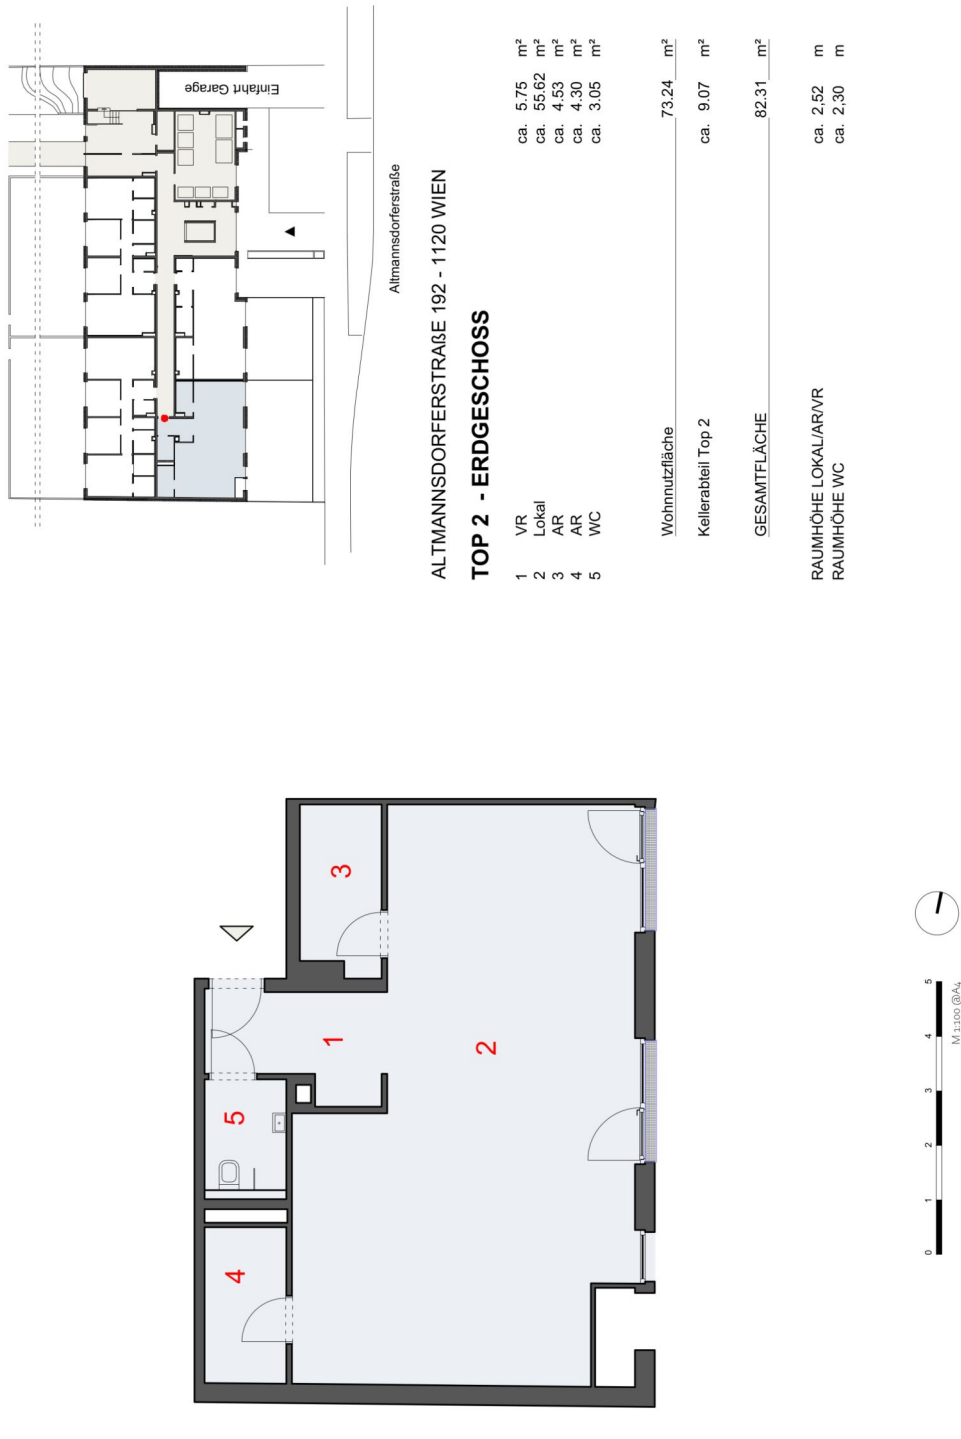 Einfahrt Garage
Altmannsdorferstraße
ALTMANNSDORFERSTRAßE 192 - 1120 WIEN
TOP 2 - ERDGESCHOSS
1 VR ca. 5.75 m²
2 Lokal ca. 55.62 m²
3 AR ca. 4.53 m²
4 AR ca. 4.30 m²
5 WC ca. 3.05 m²
Wohnnutzfläche 73.24 m²
Kellerabteil Top 2 ca. 9.07 m²
GESAMTFLÄCHE 82.31 m²
RAUMHÖHE LOKAL/AR/VR ca. 2,52 m
RAUMHÖHE WC ca. 2,30 m
4
5
1
3
2
0 1 2 3 4 5
M 1:100 @A4